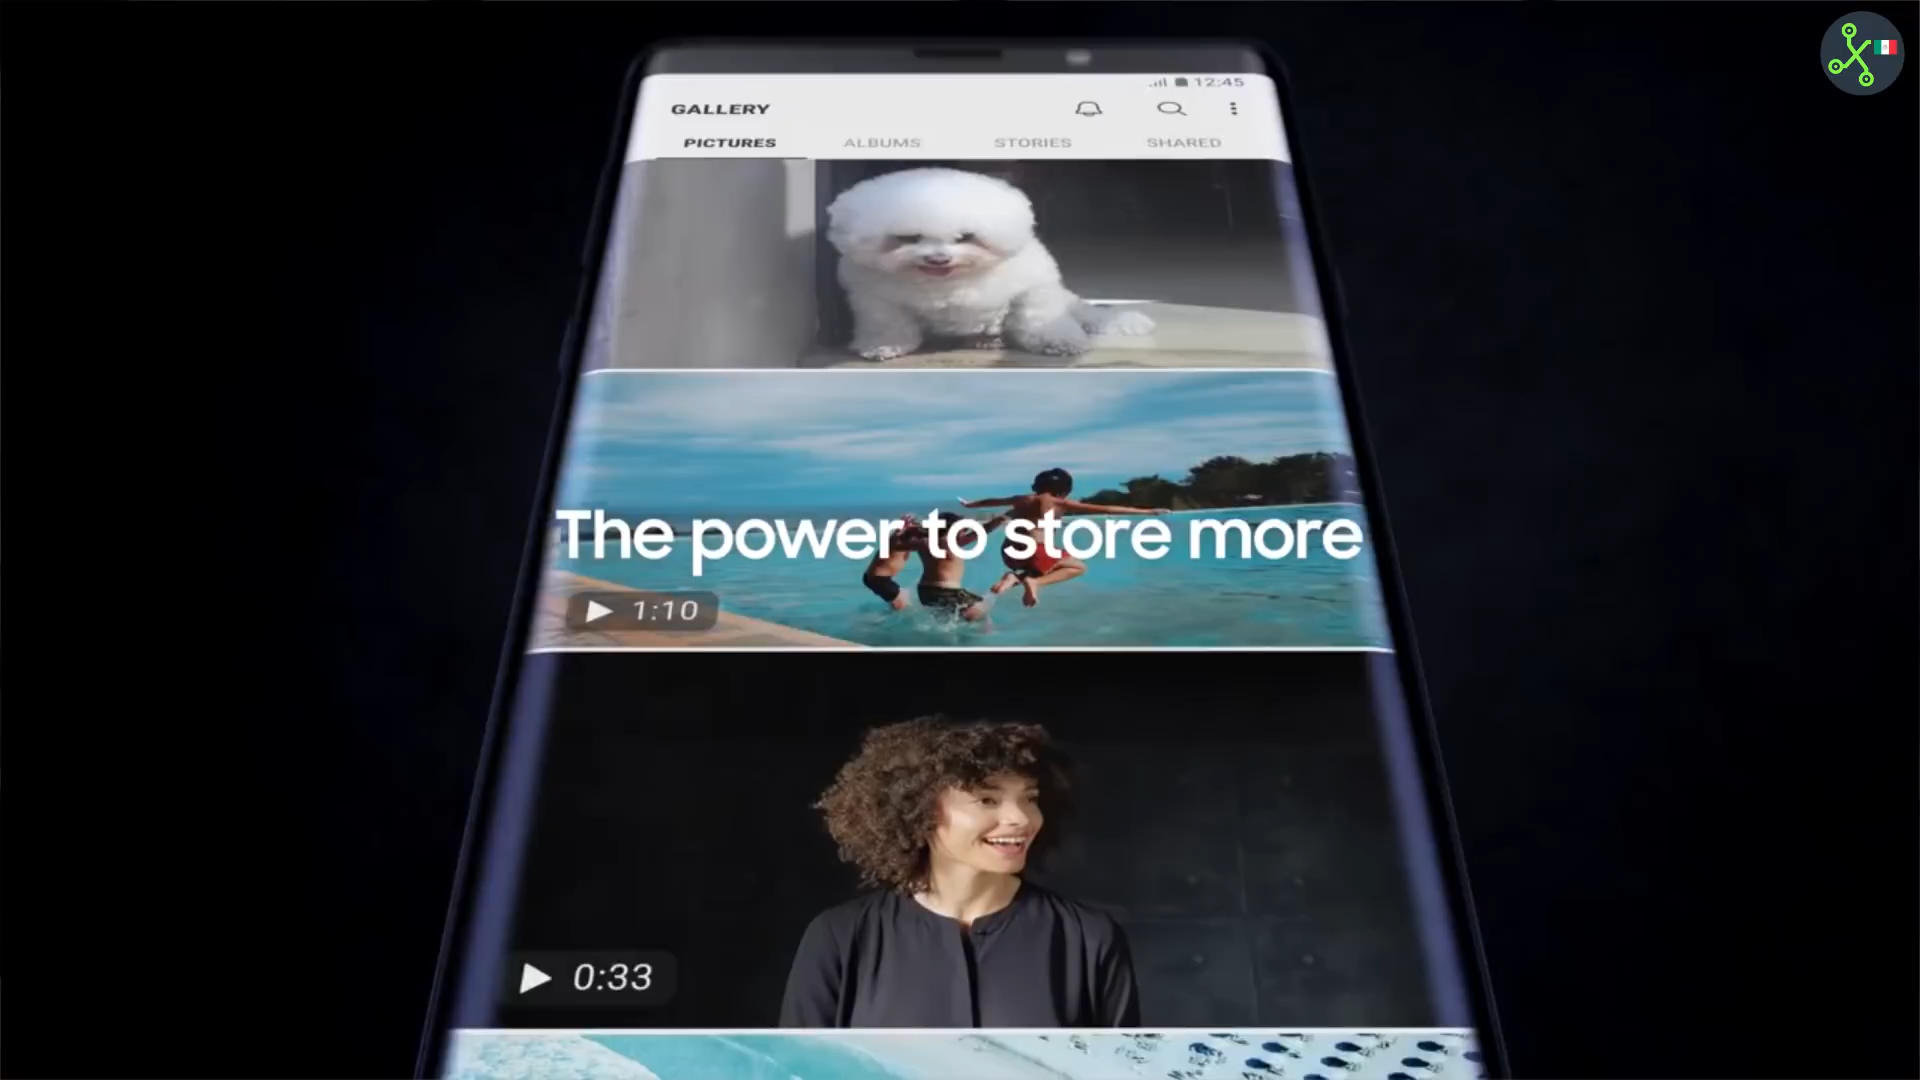 12:45
GALLERY
PICTURES ALBUMS STORIES SHARED
The power to store more
1:10
0:33